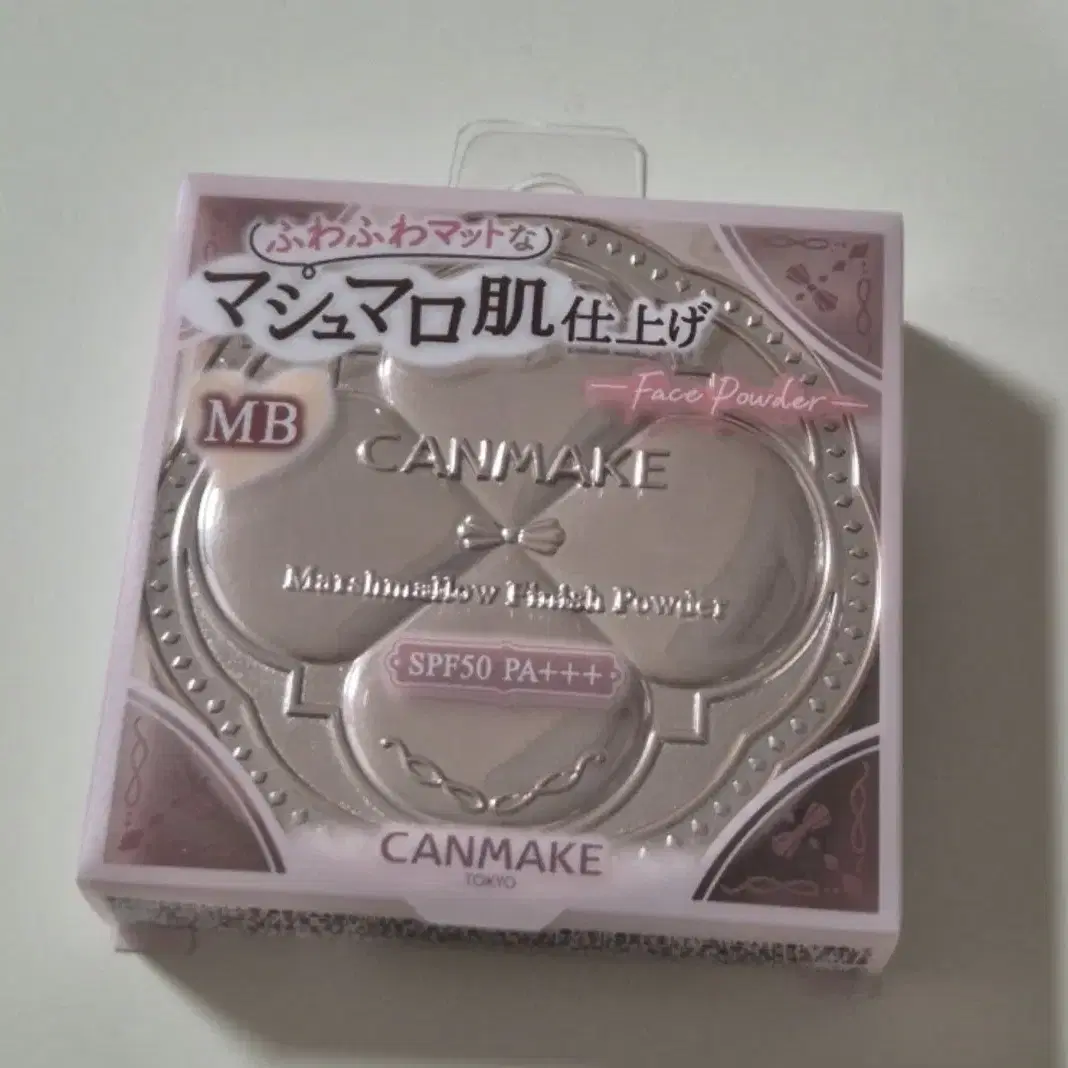 ふわふわマットな
マシュマロ肌仕上げ
Face Powder
MB
CANMAKE
Marshmallow Finish Powder
SPF50 PA+++
CANMAKE
TOKYO